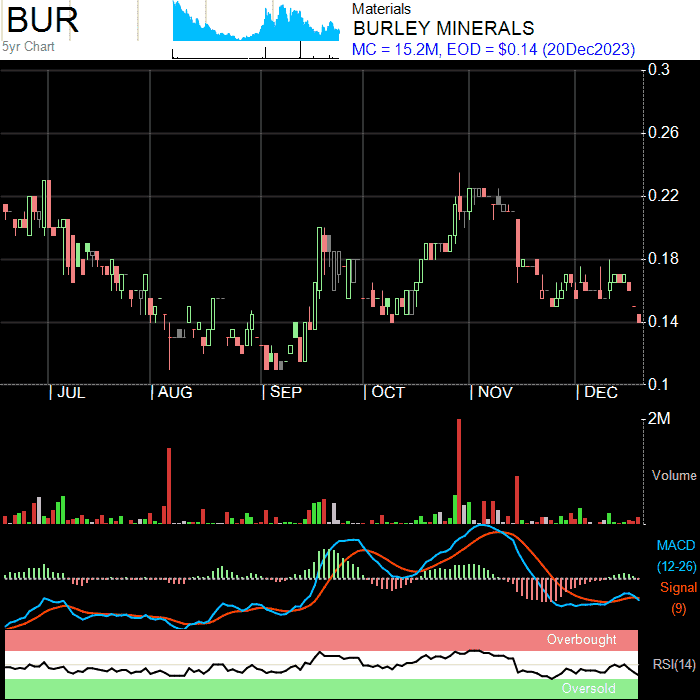 BUR
5yr Chart
Materials
BURLEY MINERALS
MC = 15.2M, EOD = $0.14 (20Dec2023)
0.3
0.26
0.22
0.18
0.14
0.1
| JUL | AUG | SEP | OCT | NOV | DEC
2M
Volume
MACD
(12-26)
Signal
(9)
Overbought
RSI(14)
Oversold